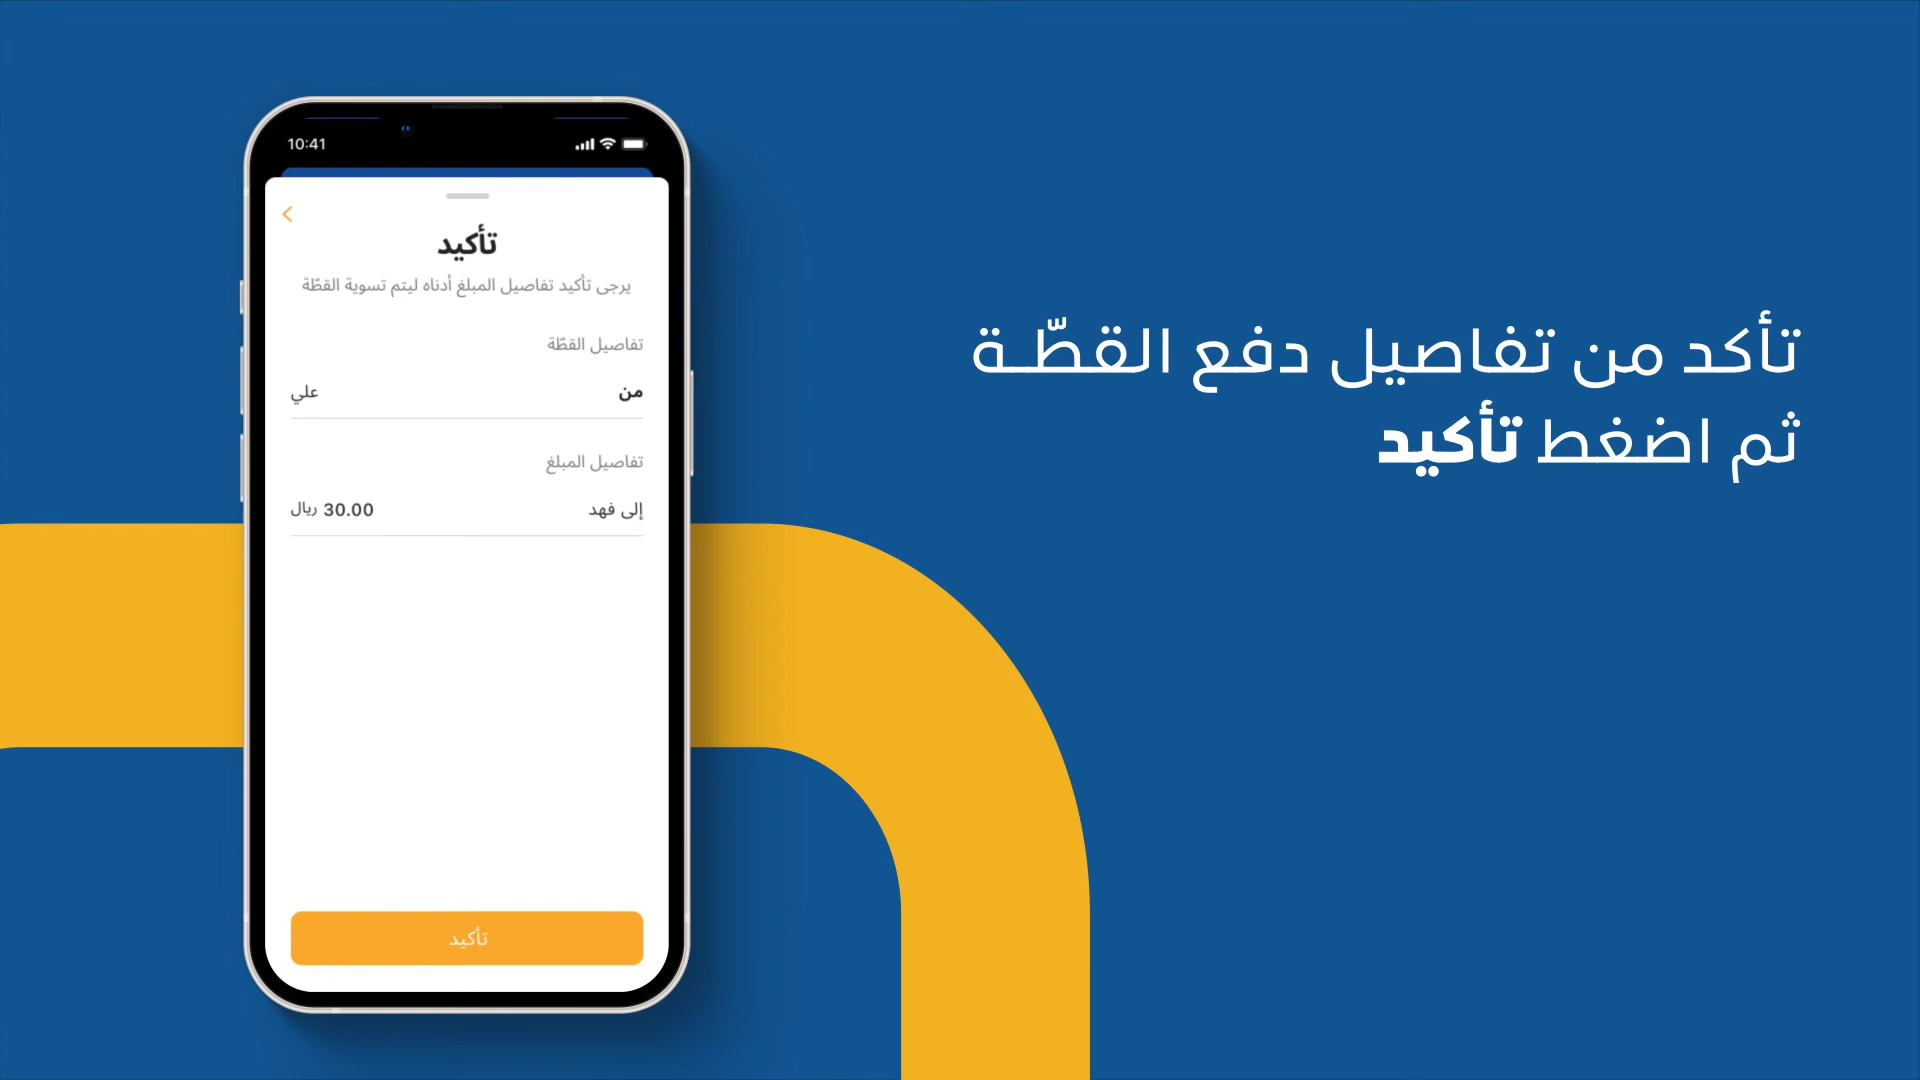 10:41
تأكيد
يرجى تأكيد تفاصيل المبلغ أدناه ليتم تسوية القطّة
تفاصيل القطّة
من علي
تفاصيل المبلغ
إلى فهد 30.00 ريال
تأكيد
تأكد من تفاصيل دفع القطّــة
ثم اضغط تأكيد